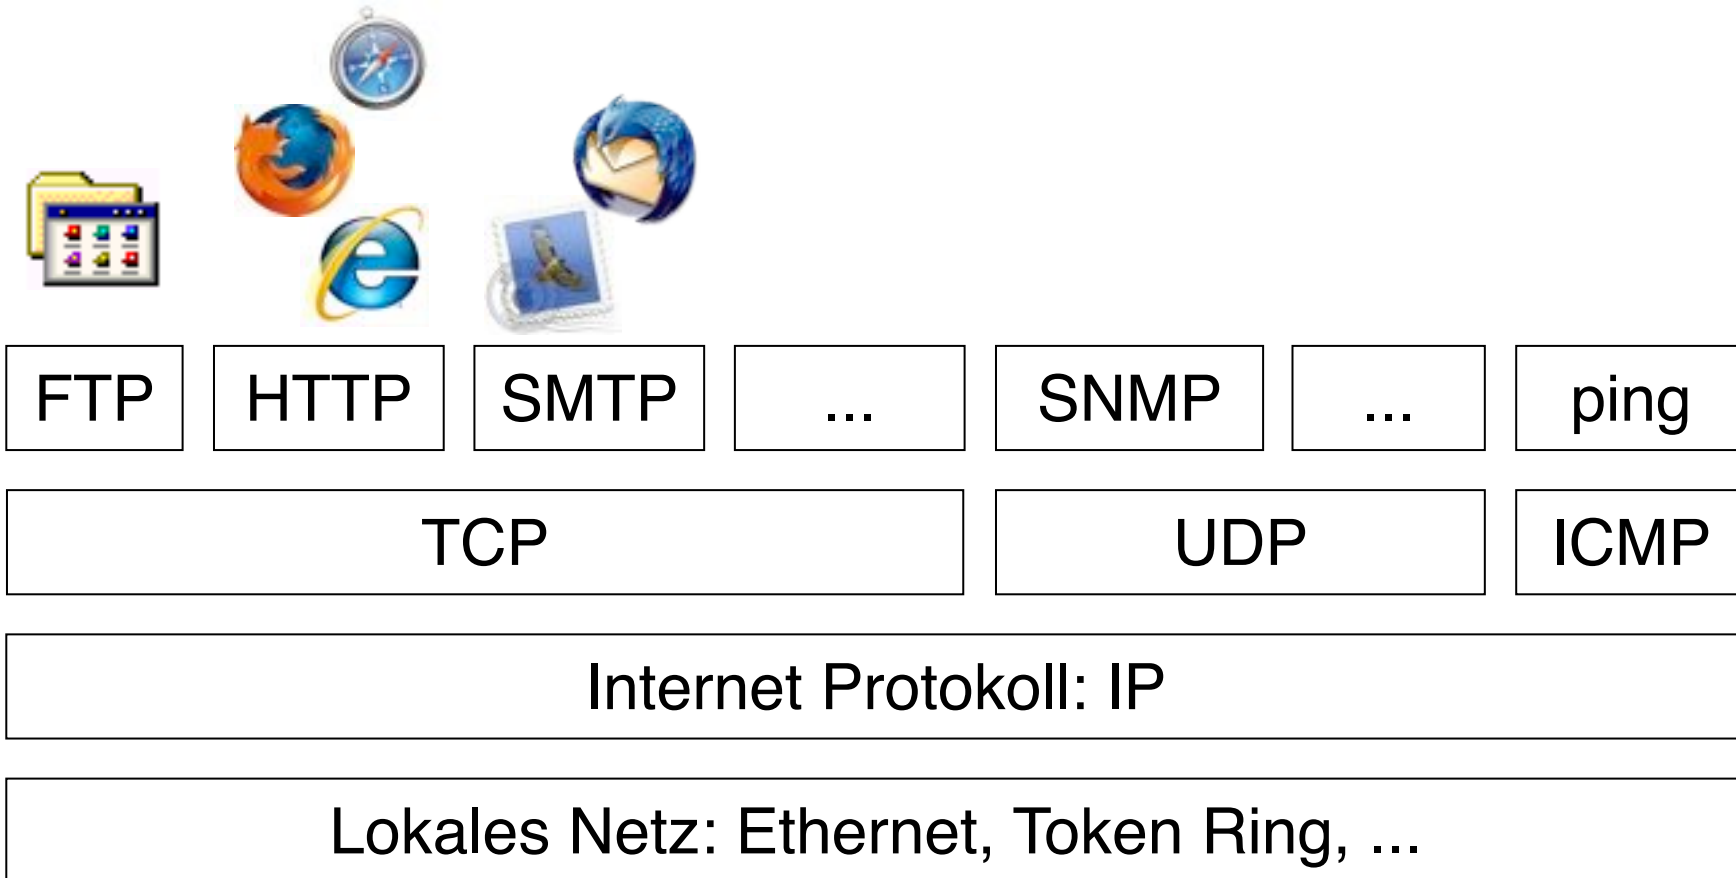 FTP HTTP SMTP ... SNMP ... ping
TCP UDP ICMP
Internet Protokoll: IP
Lokales Netz: Ethernet, Token Ring, ...